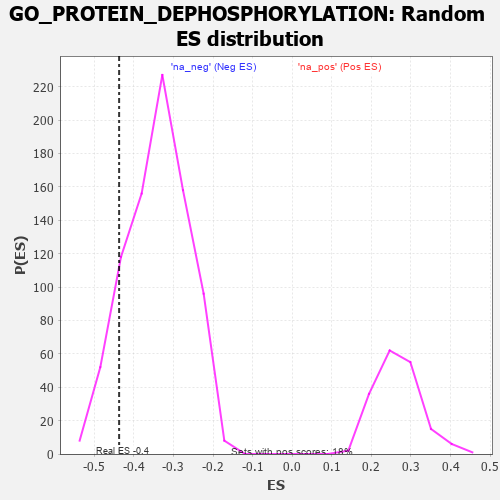 GO_PROTEIN_DEPHOSPHORYLATION: Random
ES distribution
'na_neg' (Neg ES) 'na_pos' (Pos ES)
P(ES)
220
200
180
160
140
120
100
80
60
40
20
0
Real ES -0.4 Sets with pos scores: 18%
-0.5 -0.4 -0.3 -0.2 -0.1 0.0 0.1 0.2 0.3 0.4 0.5
ES